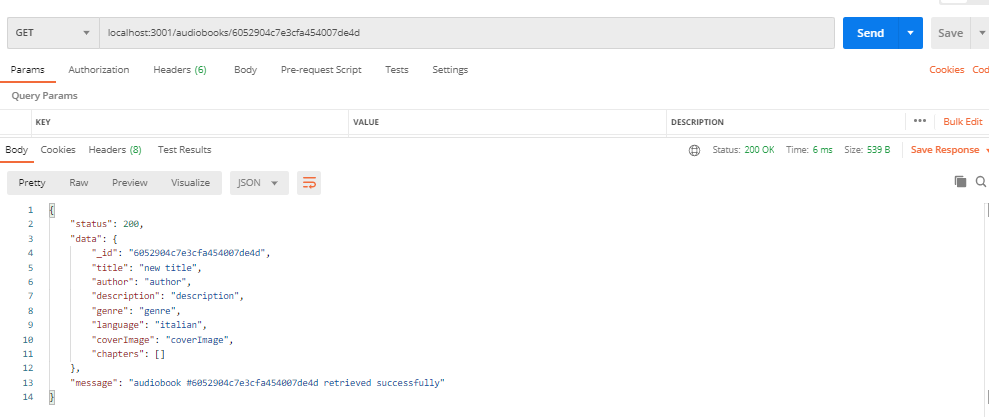 GET localhost:3001/audiobooks/6052904c7e3cfa454007de4d Send Save
Params Authorization Headers (6) Body Pre-request Script Tests Settings Cookies Cod
Query Params
KEY VALUE DESCRIPTION ••• Bulk Edit
Body Cookies Headers (8) Test Results Status: 200 OK Time: 6 ms Size: 539 B Save Response
Pretty Raw Preview Visualize JSON
1 {
2 "status": 200,
3 "data": {
4 "_id": "6052904c7e3cfa454007de4d",
5 "title": "new title",
6 "author": "author",
7 "description": "description",
8 "genre": "genre",
9 "language": "italian",
10 "coverImage": "coverImage",
11 "chapters": []
12 },
13 "message": "audiobook #6052904c7e3cfa454007de4d retrieved successfully"
14 }